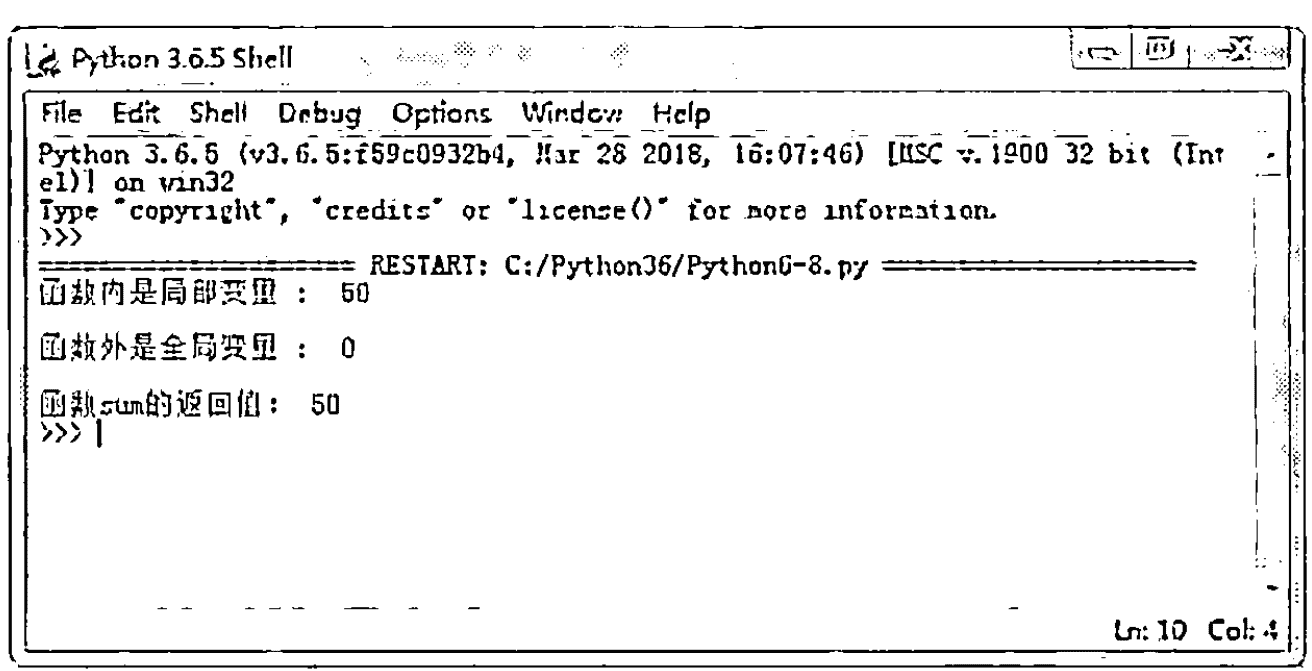 Python 3.6.5 Shell
File Edit Shell Debug Options Window Help
Python 3.6.5 (v3.6.5:f59c0932b4, Mar 28 2018, 16:07:46) [MSC v.1900 32 bit (Int
el)] on win32
Type "copyright", "credits" or "license()" for more information.
>>>
=================== RESTART: C:/Python36/Python6-8.py ===================
函数内是局部变量 : 50
函数外是全局变量 : 0
函数sum的返回值: 50
>>>
Ln: 10 Col: 4